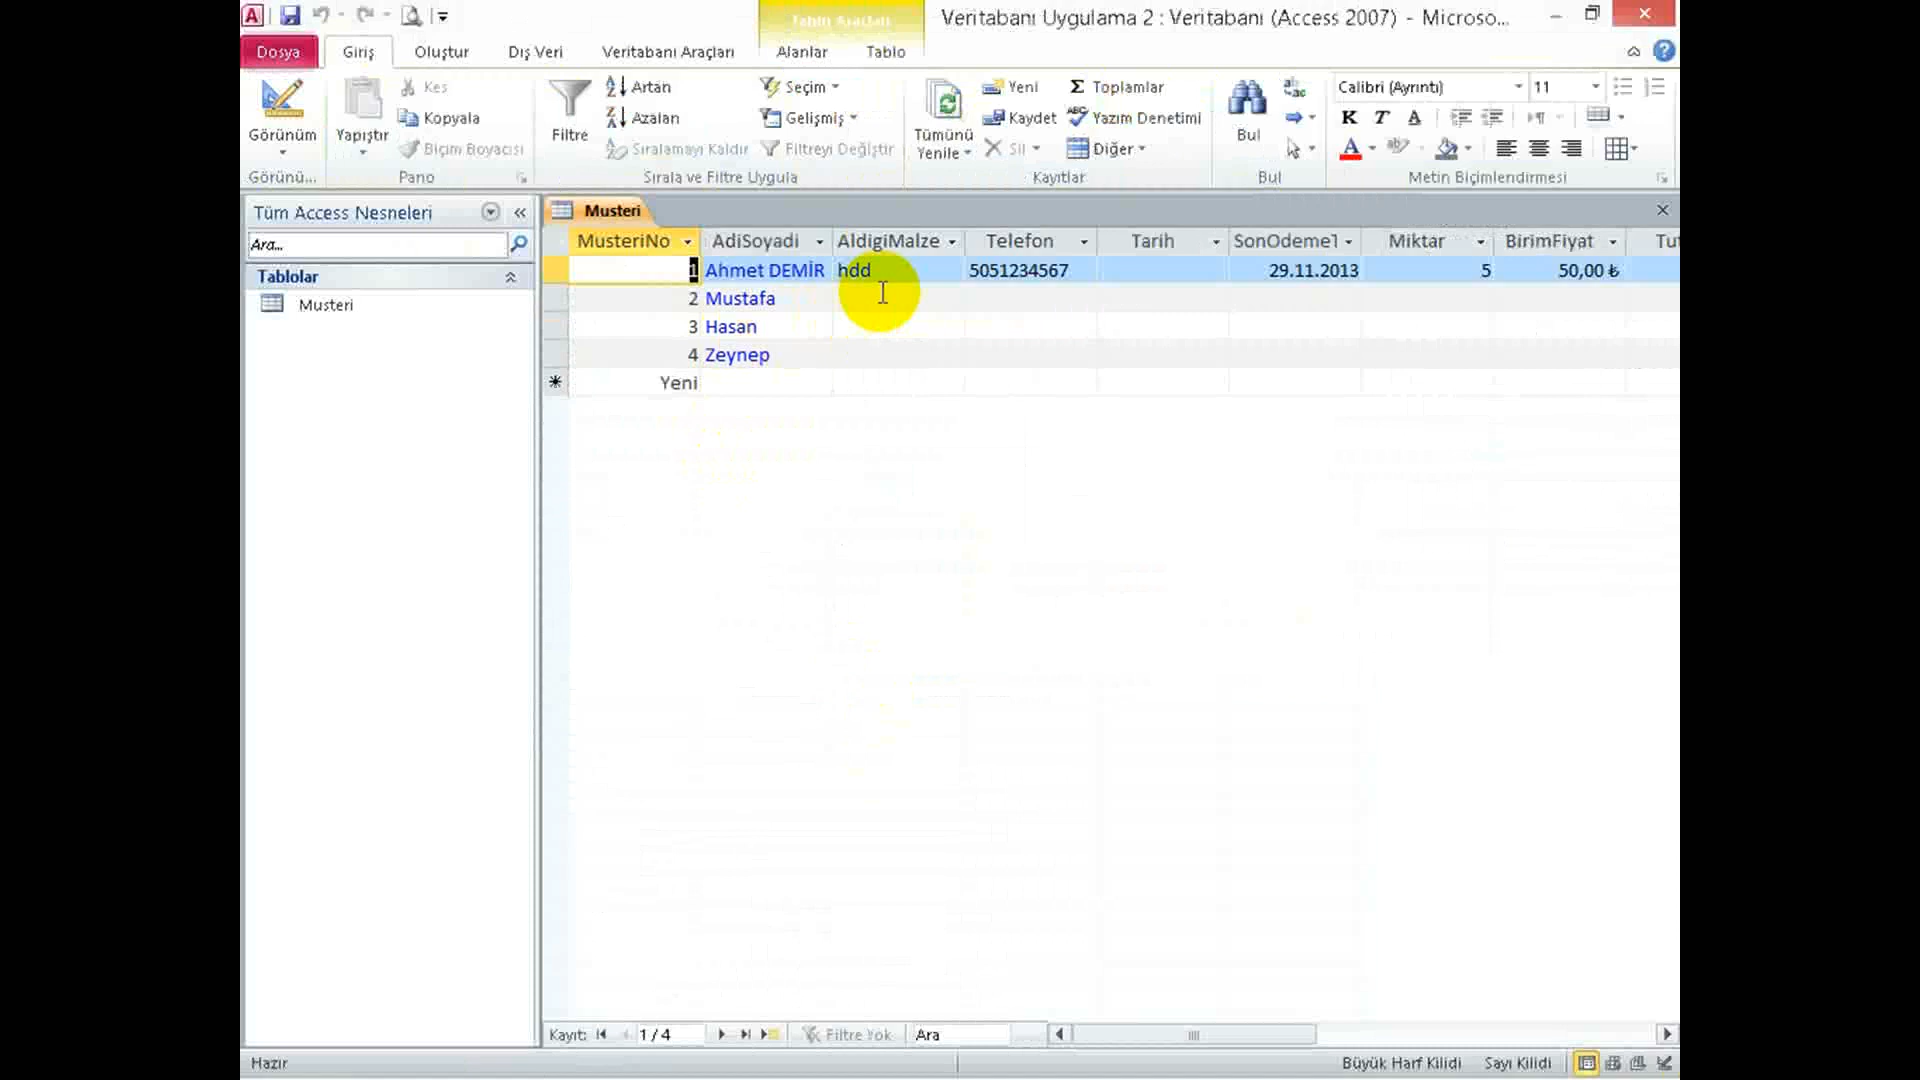 Tablo Araçları
Veritabanı Uygulama 2 : Veritabanı (Access 2007) - Microso...
Dosya Giriş Oluştur Dış Veri Veritabanı Araçları Alanlar Tablo
Görünüm
Yapıştır
Kes
Kopyala
Biçim Boyacısı
Filtre
Artan
Azalan
Sıralamayı Kaldır
Seçim
Gelişmiş
Filtreyi Değiştir
Tümünü
Yenile
Yeni
Kaydet
Sil
Toplamlar
Yazım Denetimi
Diğer
Bul
Calibri (Ayrıntı) 11
K T A
A
Görünü... Pano Sırala ve Filtre Uygula Kayıtlar Bul Metin Biçimlendirmesi
Tüm Access Nesneleri
Ara...
Tablolar
Musteri
Musteri
MusteriNo AdiSoyadi AldigiMalze Telefon Tarih SonOdemeT Miktar BirimFiyat Tut
1 Ahmet DEMİR hdd 5051234567 29.11.2013 5 50,00 ₺
2 Mustafa
3 Hasan
4 Zeynep
Yeni
Kayıt: 1 / 4 Filtre Yok Ara
Hazır Büyük Harf Kilidi Sayı Kilidi